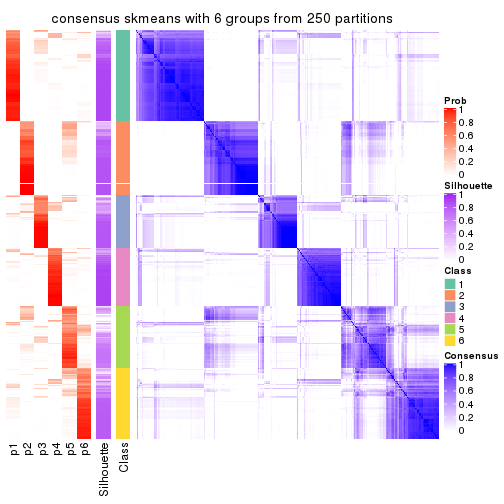 consensus skmeans with 6 groups from 250 partitions
Prob
1
0.8
0.6
0.4
0.2
0
Silhouette
1
0.8
0.6
0.4
0.2
0
Class
1
2
3
4
5
6
Consensus
1
0.8
0.6
0.4
0.2
0
p1
p2
p3
p4
p5
p6
Silhouette
Class